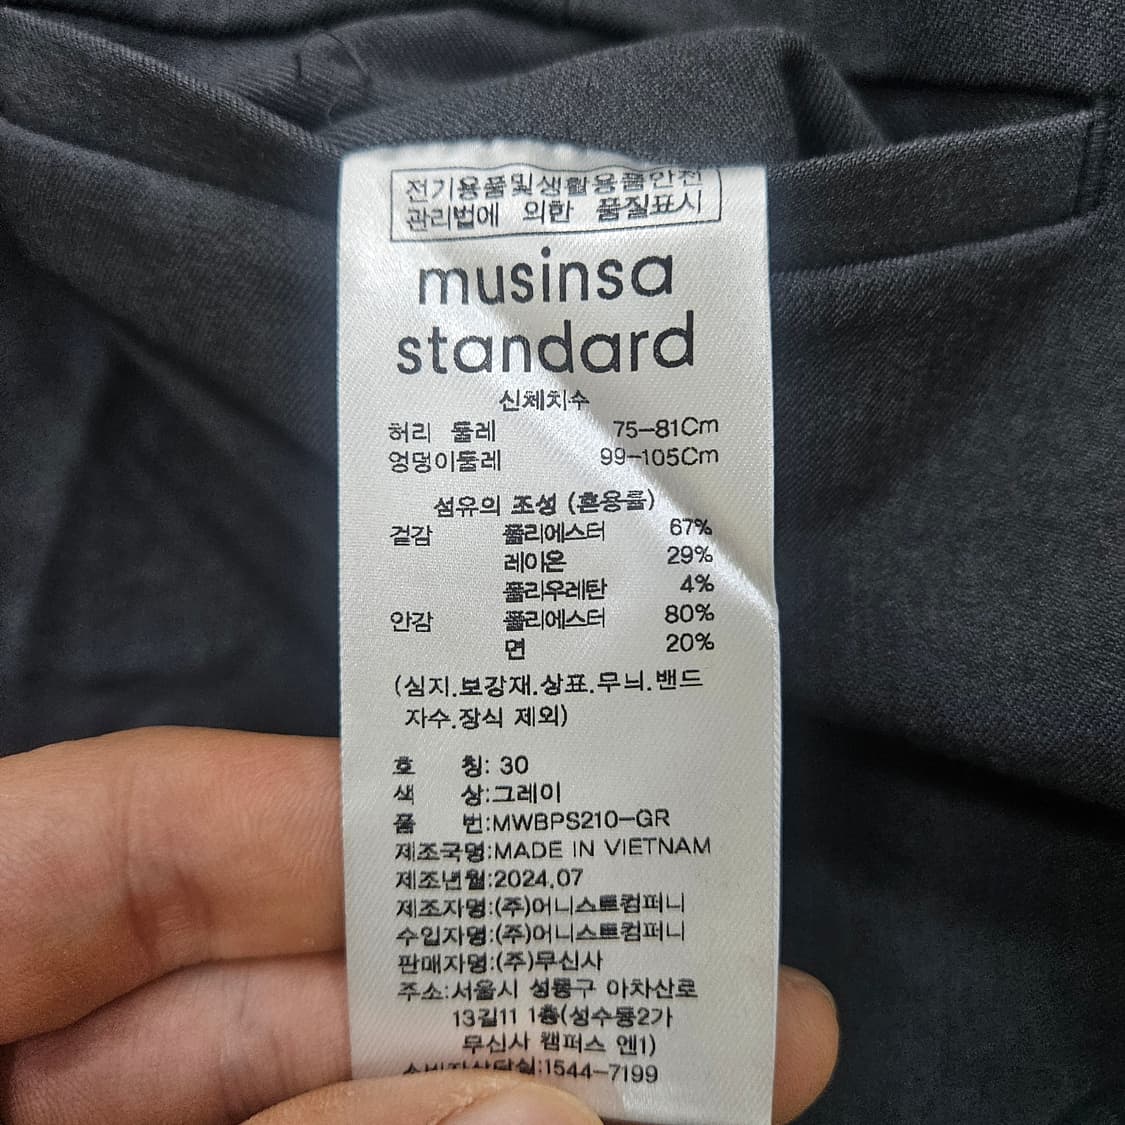 전기용품및생활용품안전
관리법에 의한 품질표시
musinsa
standard
신체치수
허리 둘레 75-81Cm
엉덩이둘레 99-105Cm
섬유의 조성 (혼용률)
겉감 폴리에스터 67%
레이온 29%
폴리우레탄 4%
안감 폴리에스터 80%
면 20%
(심지.보강재.상표.무늬.밴드
자수.장식 제외)
호 칭: 30
색 상:그레이
품 번:MWBPS210-GR
제조국명:MADE IN VIETNAM
제조년월:2024.07
제조자명:(주)어니스트컴퍼니
수입자명:(주)어니스트컴퍼니
판매자명:(주)무신사
주소:서울시 성동구 아차산로
13길11 1층(성수동2가
무신사 캠퍼스 엔1)
소비자상담실:1544-7199